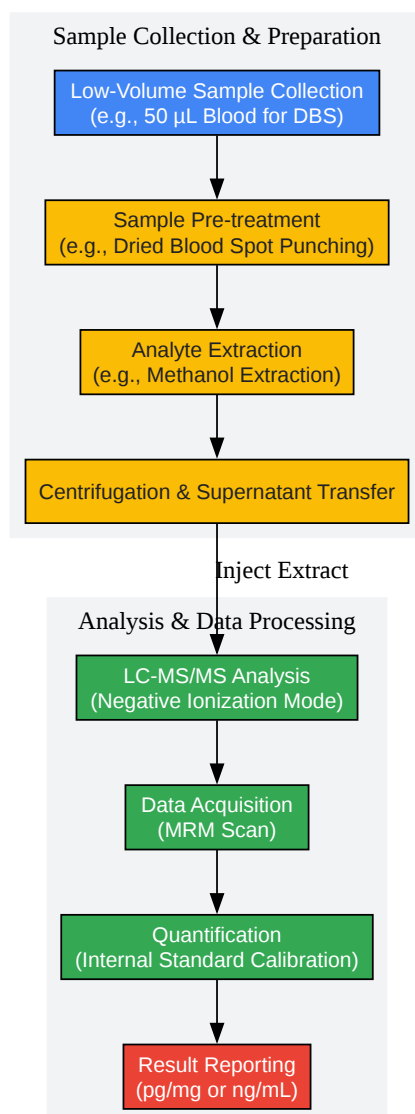 Sample Collection & Preparation
Low-Volume Sample Collection
(e.g., 50 µL Blood for DBS)
Sample Pre-treatment
(e.g., Dried Blood Spot Punching)
Analyte Extraction
(e.g., Methanol Extraction)
Centrifugation & Supernatant Transfer
Inject Extract
Analysis & Data Processing
LC-MS/MS Analysis
(Negative Ionization Mode)
Data Acquisition
(MRM Scan)
Quantification
(Internal Standard Calibration)
Result Reporting
(pg/mg or ng/mL)